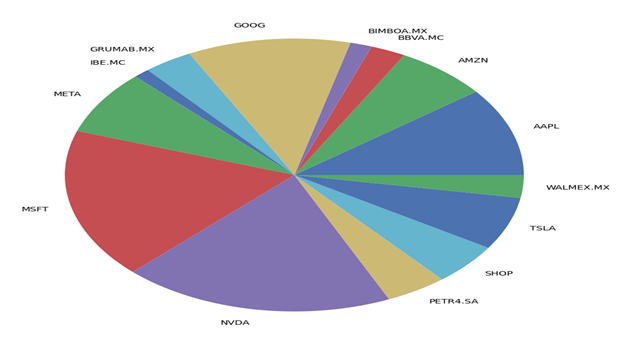 GOOG
BIMBOA.MX
BBVA.MC
GRUMAB.MX
IBE.MC
AMZN
META
AAPL
WALMEX.MX
MSFT
TSLA
SHOP
PETR4.SA
NVDA